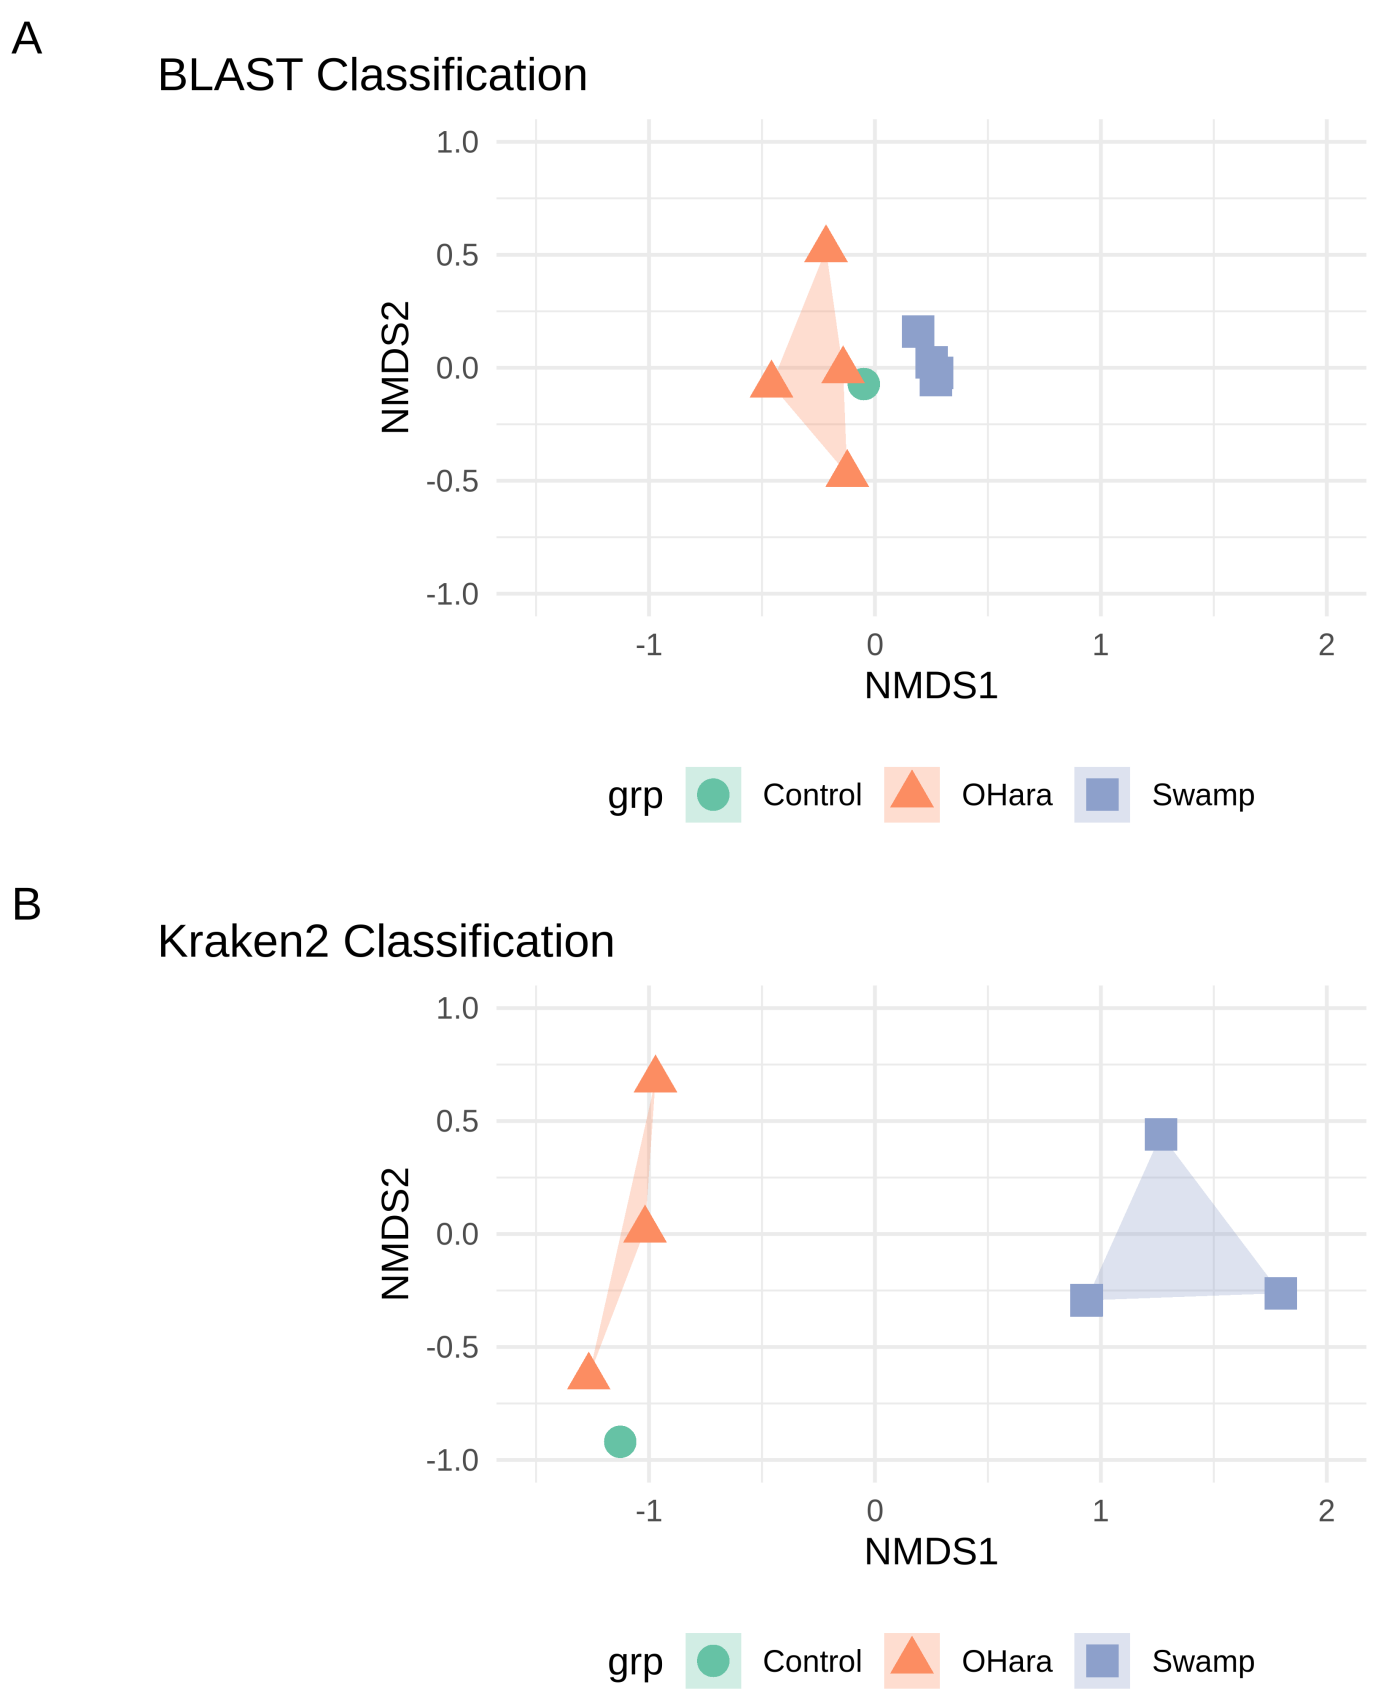 A
BLAST Classification
1.0
0.5
0.0
-0.5
-1.0
NMDS2
-1 0 1 2
NMDS1
grp Control OHara Swamp
B
Kraken2 Classification
1.0
0.5
0.0
-0.5
-1.0
NMDS2
-1 0 1 2
NMDS1
grp Control OHara Swamp